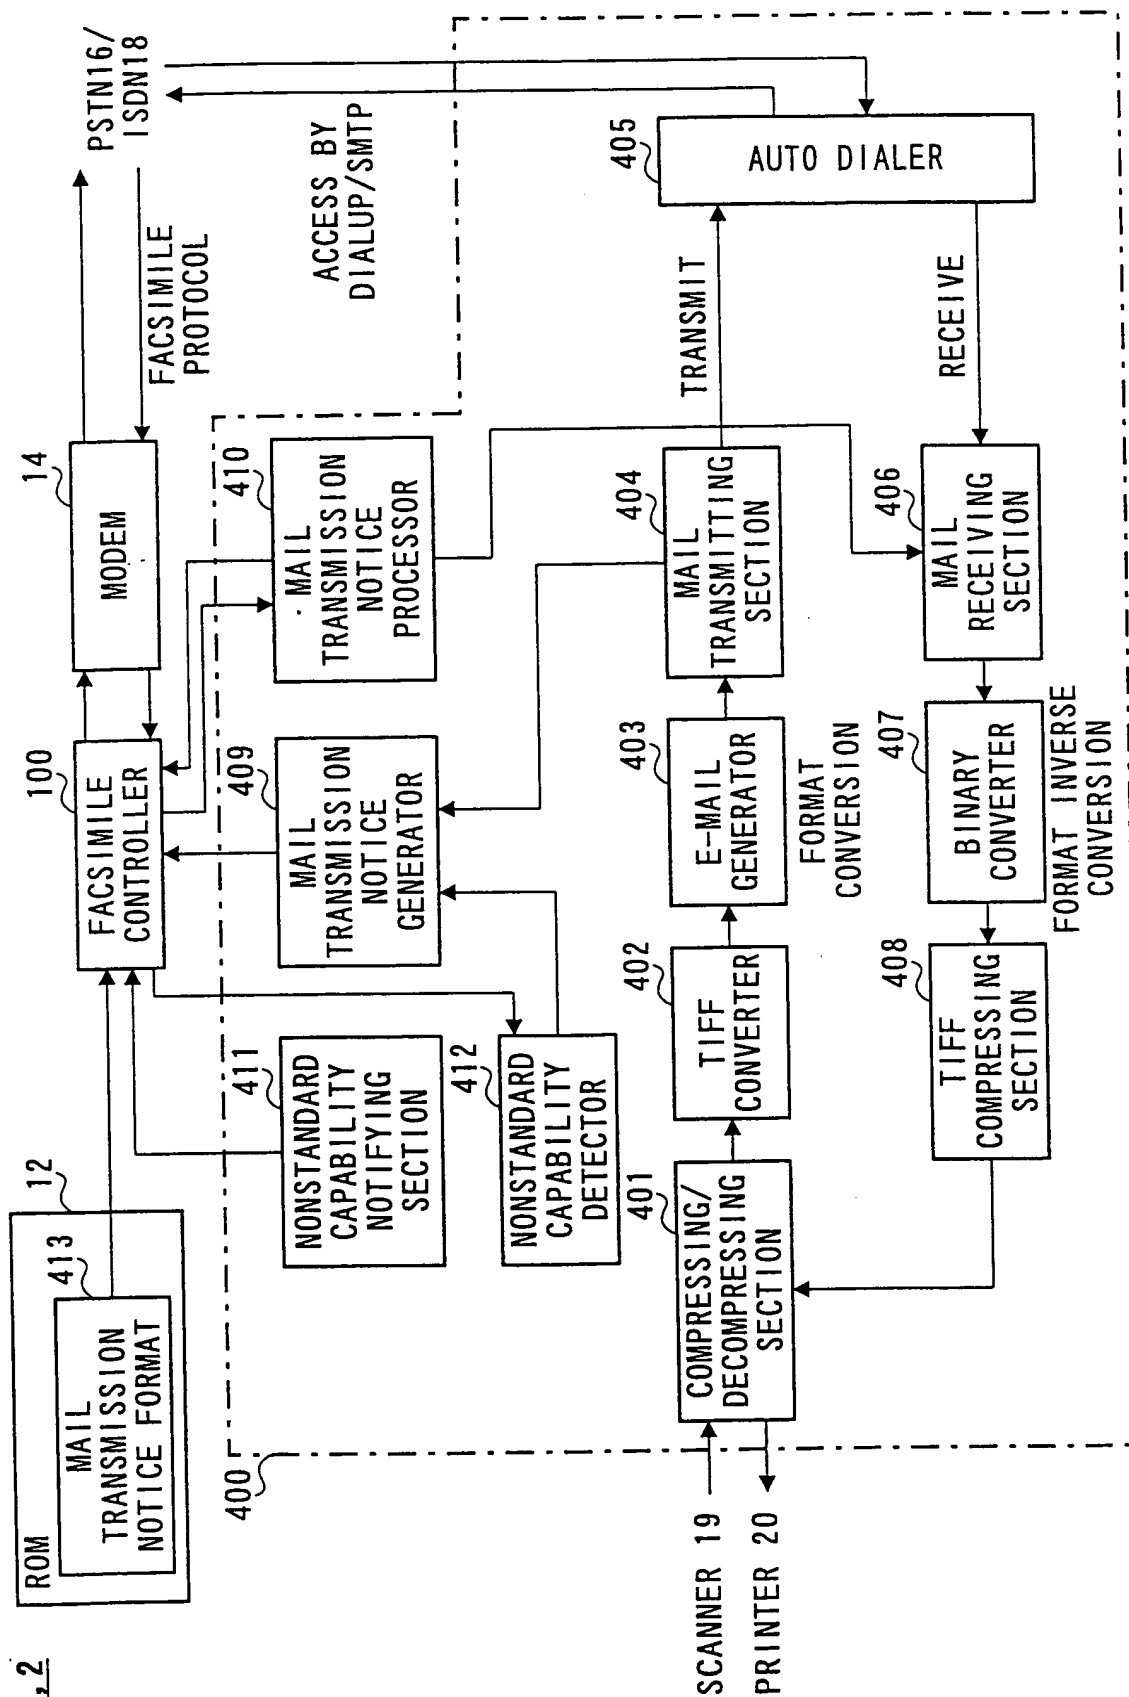 , 2
ROM
12
413
MAIL
TRANSMISSION
NOTICE FORMAT
100
FACSIMILE
CONTROLLER
14
MODEM
PSTN16/
ISDN18
FACSIMILE
PROTOCOL
ACCESS BY
DIALUP/SMTP
400
411
NONSTANDARD
CAPABILITY
NOTIFYING
SECTION
409
MAIL
TRANSMISSION
NOTICE
GENERATOR
410
MAIL
TRANSMISSION
NOTICE
PROCESSOR
412
NONSTANDARD
CAPABILITY
DETECTOR
SCANNER 19
PRINTER 20
401
COMPRESSING/
DECOMPRESSING
SECTION
402
TIFF
CONVERTER
403
E-MAIL
GENERATOR
FORMAT
CONVERSION
404
MAIL
TRANSMITTING
SECTION
TRANSMIT
405
AUTO DIALER
RECEIVE
406
MAIL
RECEIVING
SECTION
407
BINARY
CONVERTER
FORMAT INVERSE
CONVERSION
408
TIFF
COMPRESSING
SECTION